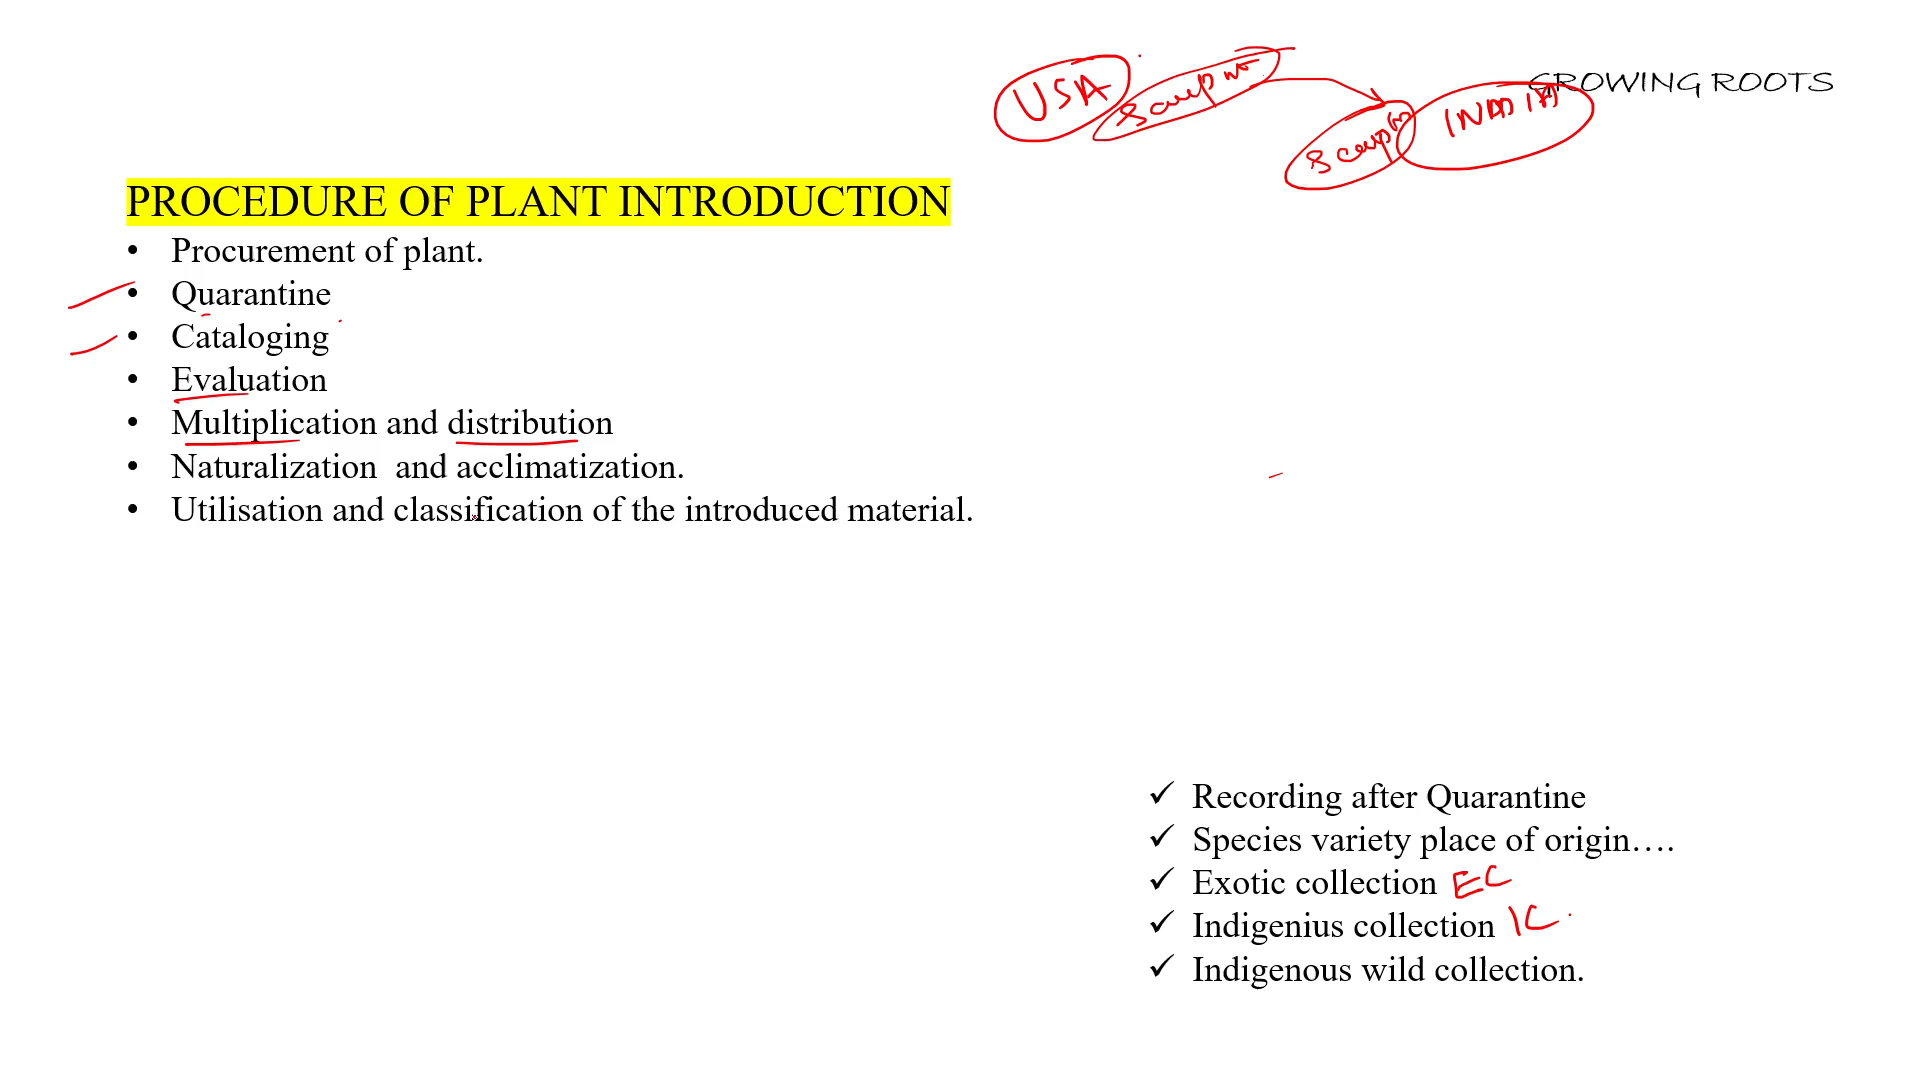 USA
GROWING ROOTS
PROCEDURE OF PLANT INTRODUCTION
• Procurement of plant.
• Quarantine
• Cataloging
• Evaluation
• Multiplication and distribution
• Naturalization and acclimatization.
• Utilisation and classification of the introduced material.
✓ Recording after Quarantine
✓ Species variety place of origin….
✓ Exotic collection EC
✓ Indigenius collection IC
✓ Indigenous wild collection.